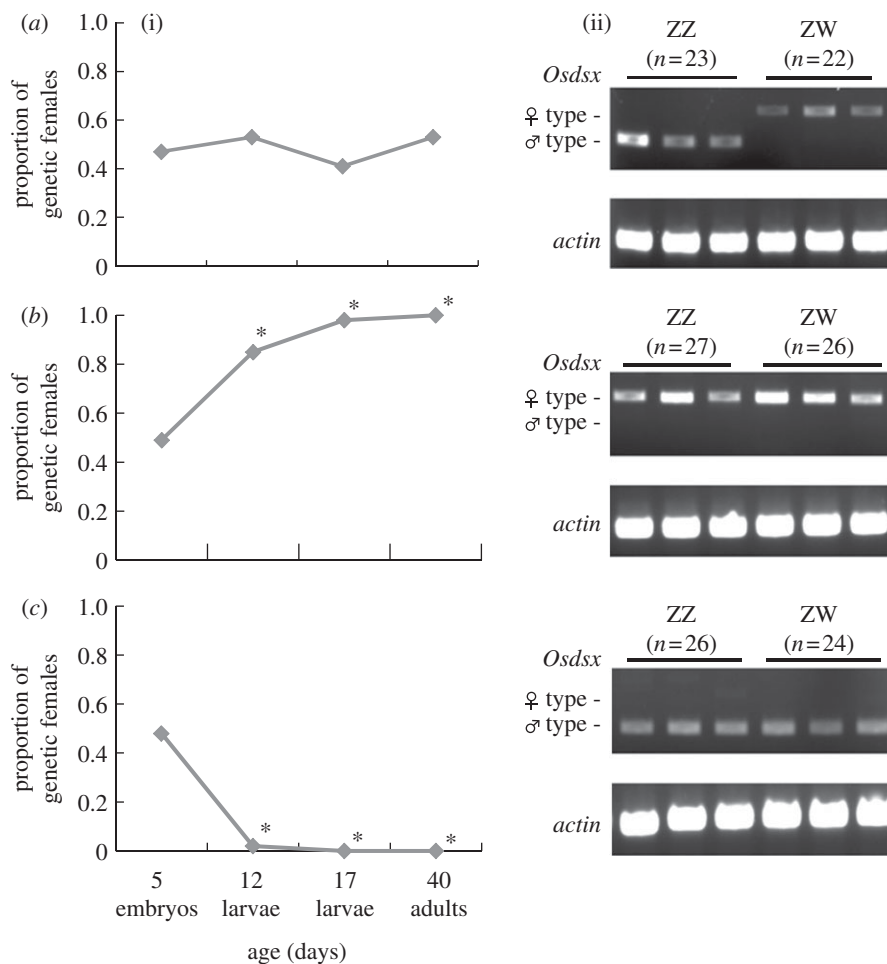 (a) (i)
proportion of
genetic females
1.0
0.8
0.6
0.4
0.2
0
(ii)
ZZ ZW
(n=23) (n=22)
Osdsx
♀ type -
♂ type -
actin
(b)
proportion of
genetic females
1.0
0.8
0.6
0.4
0.2
0
* * *
ZZ ZW
(n=27) (n=26)
Osdsx
♀ type -
♂ type -
actin
(c)
proportion of
genetic females
1.0
0.8
0.6
0.4
0.2
0
* * *
5 12 17 40
embryos larvae larvae adults
age (days)
ZZ ZW
(n=26) (n=24)
Osdsx
♀ type -
♂ type -
actin